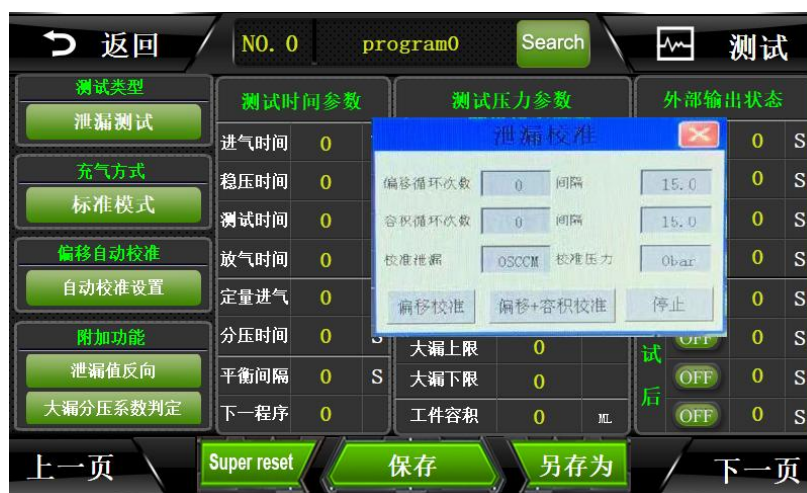 返回 NO. 0 program0 Search 测试
测试类型
泄漏测试
充气方式
标准模式
偏移自动校准
自动校准设置
附加功能
泄漏值反向
大漏分压系数判定
测试时间参数
进气时间 0
稳压时间 0
测试时间 0
放气时间 0
定量进气 0
分压时间 0 S
平衡间隔 0 S
下一程序 0
测试压力参数
泄漏校准
偏移循环次数 0 间隔 15.0
容积循环次数 0 间隔 15.0
校准泄漏 0SCCM 校准压力 0bar
偏移校准 偏移+容积校准 停止
大漏上限 0
大漏下限 0
工件容积 0 ML
外部输出状态
0 S
0 S
0 S
0 S
0 S
试后
OFF 0 S
OFF 0 S
OFF 0 S
上一页 Super reset 保存 另存为 下一页